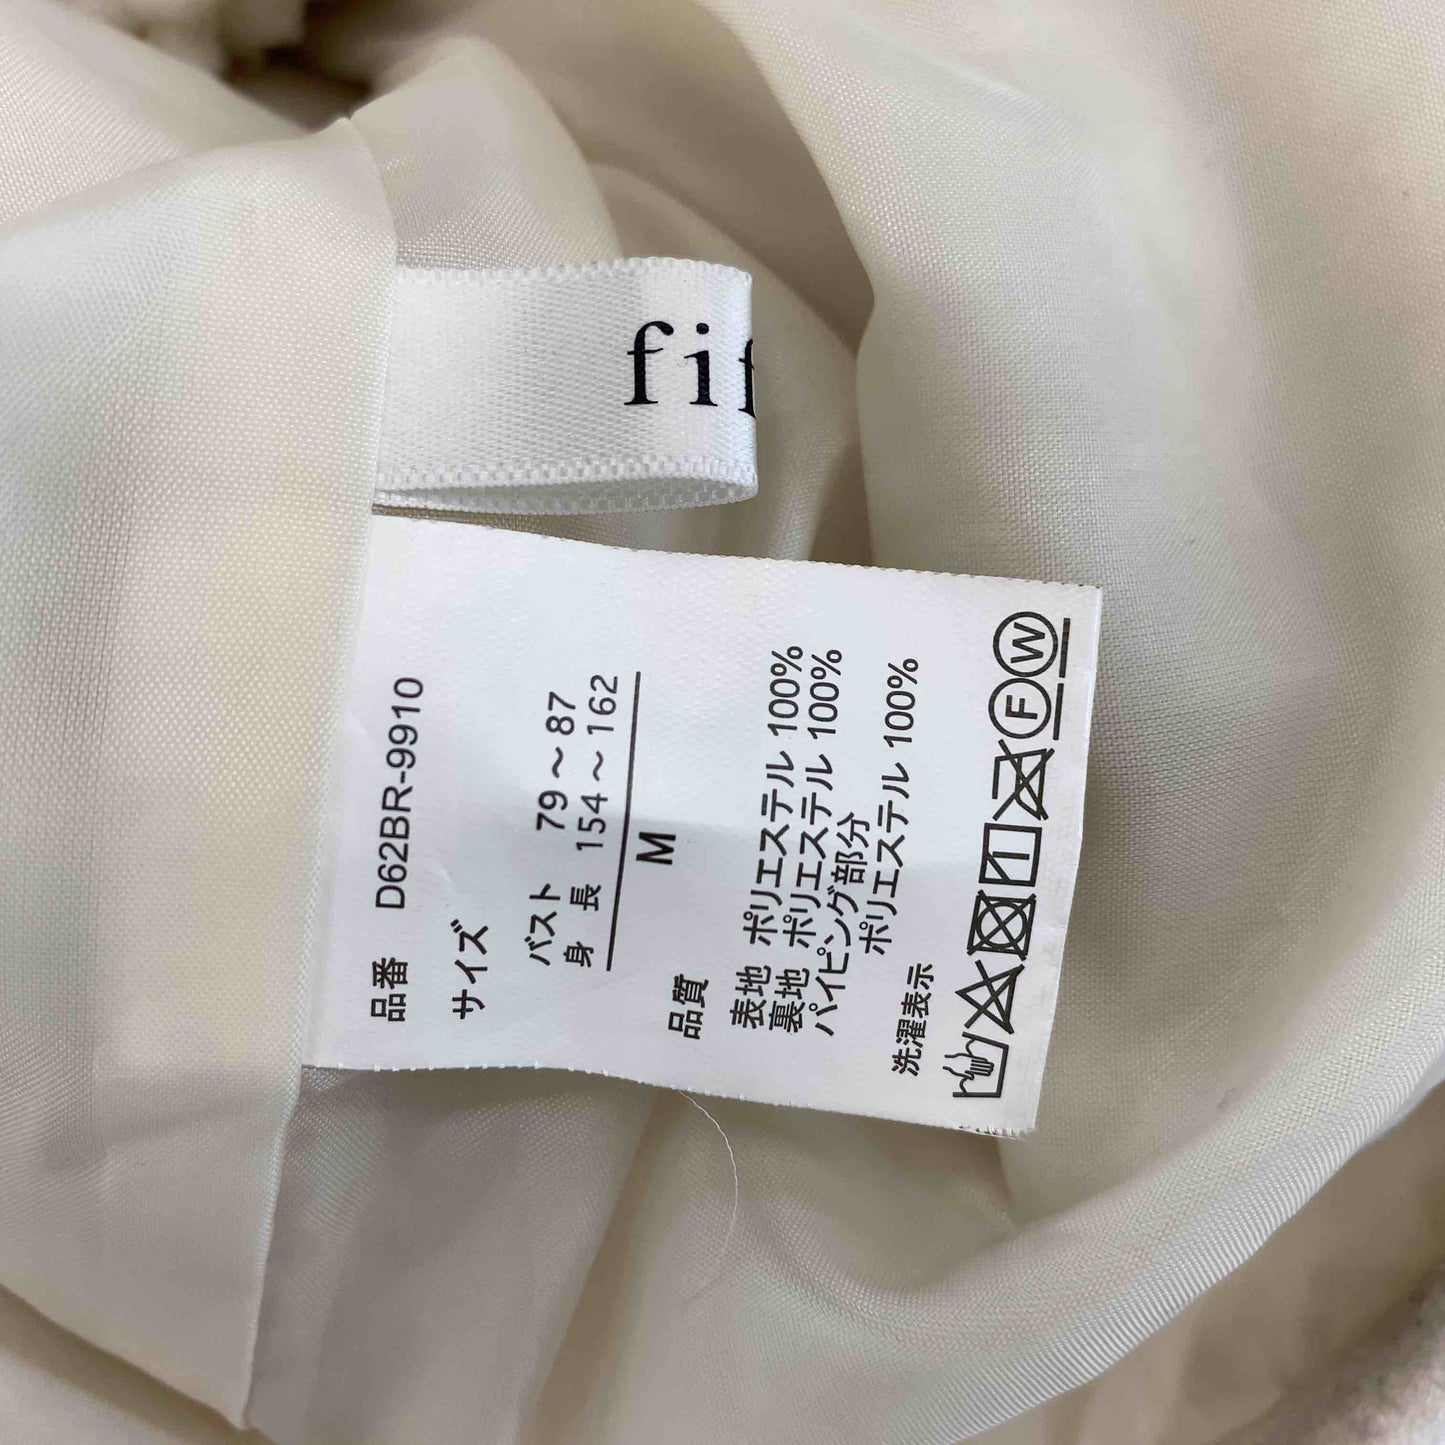 fif
品番 D62BR-9910
サイズ
バスト 79～87
身長 154～162
M
品質
表地 ポリエステル 100%
裏地 ポリエステル 100%
パイピング部分
ポリエステル 100%
洗濯表示
F W